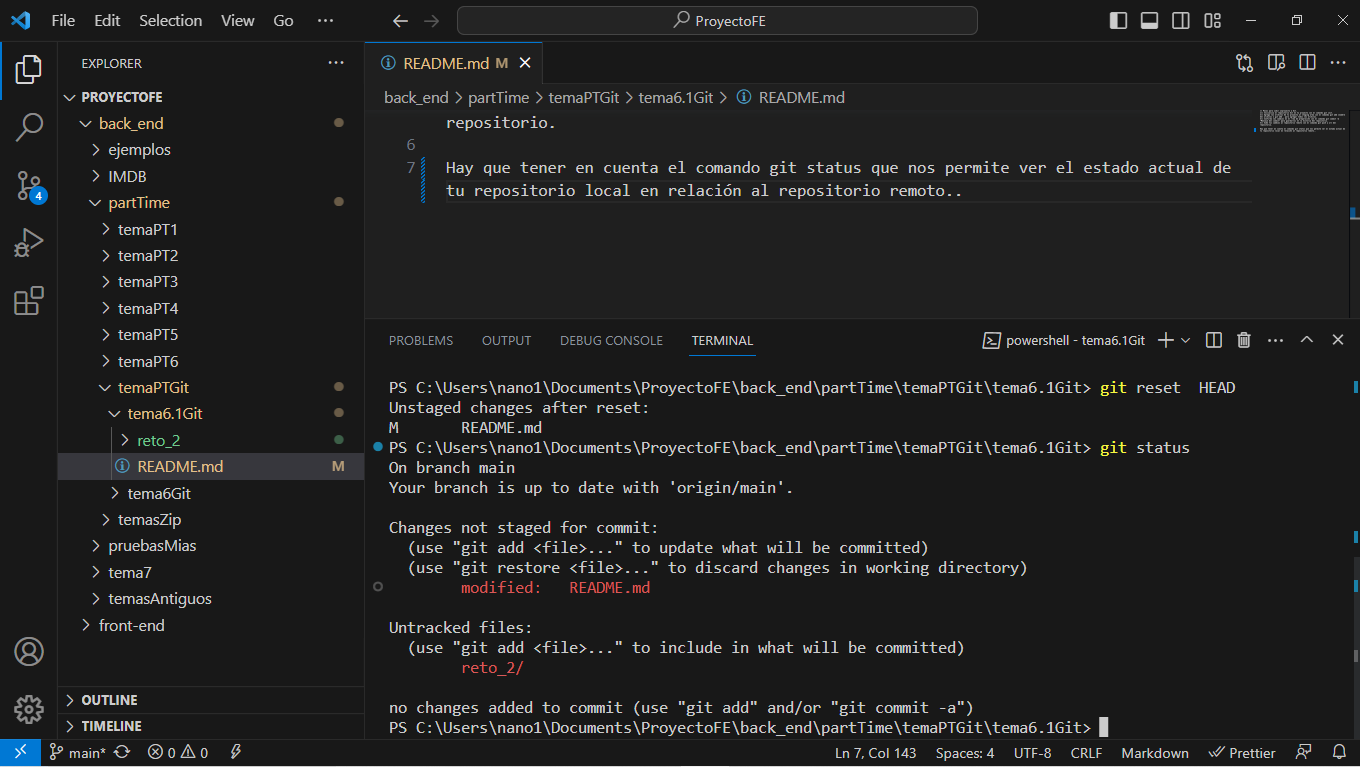 File Edit Selection View Go ··· ProyectoFE
EXPLORER ···
README.md M
PROYECTOFE
back_end > partTime > temaPTGit > tema6.1Git > README.md
back_end
ejemplos
IMDB
4
partTime
temaPT1
temaPT2
temaPT3
temaPT4
temaPT5
temaPT6
temaPTGit
tema6.1Git
reto_2
README.md M
tema6Git
temasZip
pruebasMias
tema7
temasAntiguos
front-end
OUTLINE
TIMELINE
repositorio.
6
7 Hay que tener en cuenta el comando git status que nos permite ver el estado actual de
tu repositorio local en relación al repositorio remoto..
PROBLEMS OUTPUT DEBUG CONSOLE TERMINAL powershell - tema6.1Git
PS C:\Users\nano1\Documents\ProyectoFE\back_end\partTime\temaPTGit\tema6.1Git> git reset  HEAD
Unstaged changes after reset:
M       README.md
PS C:\Users\nano1\Documents\ProyectoFE\back_end\partTime\temaPTGit\tema6.1Git> git status
On branch main
Your branch is up to date with 'origin/main'.
Changes not staged for commit:
(use "git add <file>..." to update what will be committed)
(use "git restore <file>..." to discard changes in working directory)
modified:   README.md
Untracked files:
(use "git add <file>..." to include in what will be committed)
reto_2/
no changes added to commit (use "git add" and/or "git commit -a")
PS C:\Users\nano1\Documents\ProyectoFE\back_end\partTime\temaPTGit\tema6.1Git>
main* 0 0 Ln 7, Col 143 Spaces: 4 UTF-8 CRLF Markdown Prettier